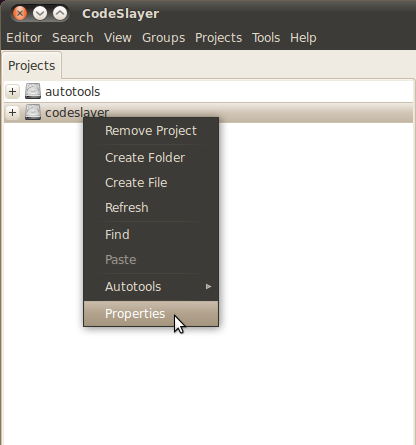 CodeSlayer
Editor Search View Groups Projects Tools Help
Projects
autotools
codeslayer
Remove Project
Create Folder
Create File
Refresh
Find
Paste
Autotools
Properties